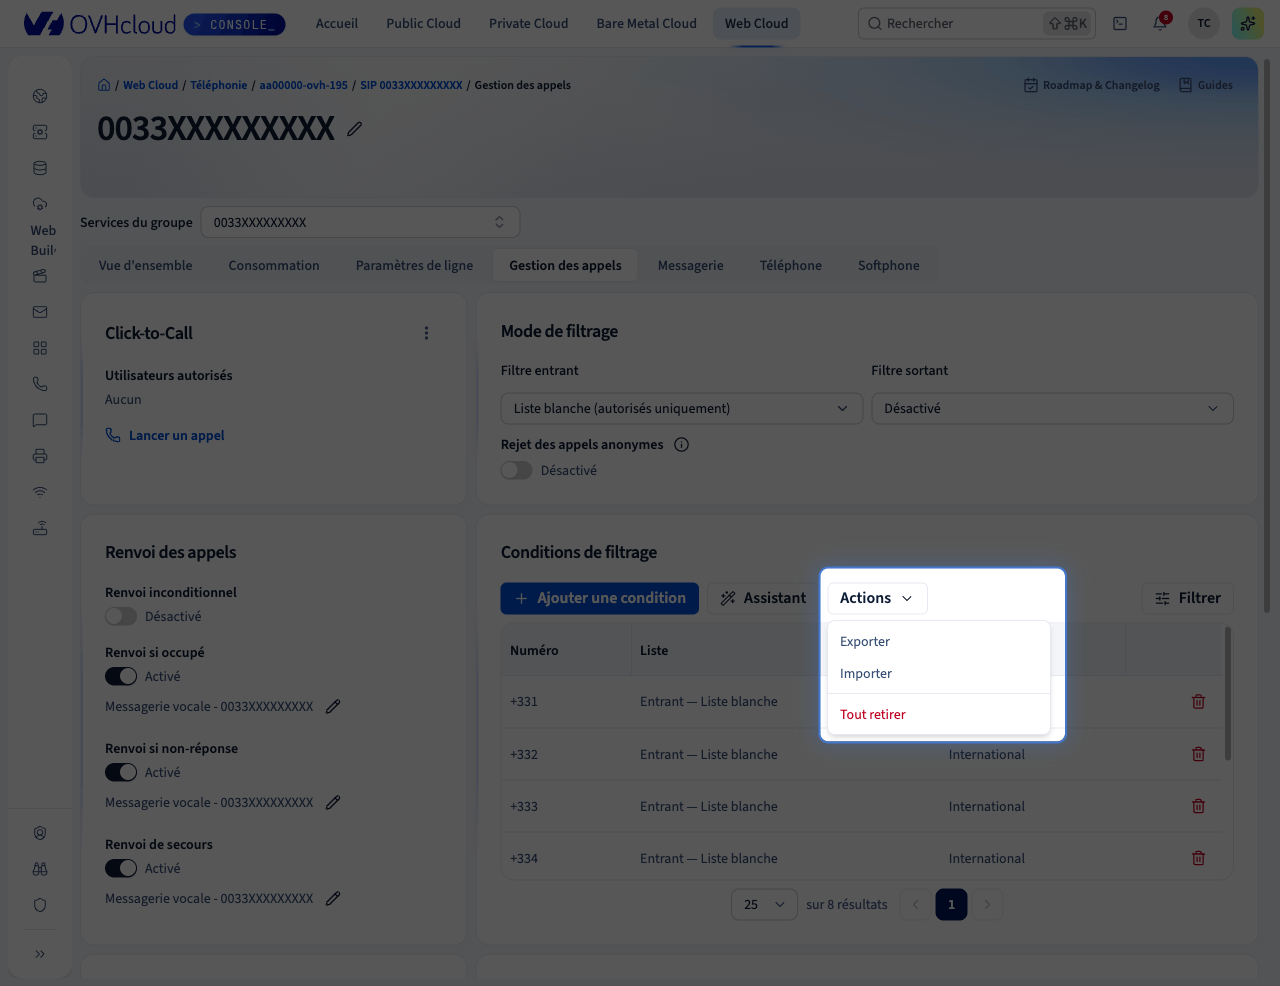 OVHcloud > CONSOLE_ Accueil Public Cloud Private Cloud Bare Metal Cloud Web Cloud Rechercher ⇧⌘K 8 TC
/ Web Cloud / Téléphonie / aa00000-ovh-195 / SIP 0033XXXXXXXXX / Gestion des appels Roadmap & Changelog Guides
0033XXXXXXXXX
Services du groupe 0033XXXXXXXXX
Web
Buil
Vue d'ensemble Consommation Paramètres de ligne Gestion des appels Messagerie Téléphone Softphone
Click-to-Call
Utilisateurs autorisés
Aucun
Lancer un appel
Mode de filtrage
Filtre entrant Filtre sortant
Liste blanche (autorisés uniquement) Désactivé
Rejet des appels anonymes
Désactivé
Renvoi des appels
Renvoi inconditionnel
Désactivé
Renvoi si occupé
Activé
Messagerie vocale - 0033XXXXXXXXX
Renvoi si non-réponse
Activé
Messagerie vocale - 0033XXXXXXXXX
Renvoi de secours
Activé
Messagerie vocale - 0033XXXXXXXXX
Conditions de filtrage
+ Ajouter une condition Assistant Actions Filtrer
Exporter
Importer
Tout retirer
Numéro Liste
+331 Entrant — Liste blanche
+332 Entrant — Liste blanche International
+333 Entrant — Liste blanche International
+334 Entrant — Liste blanche International
25 sur 8 résultats 1